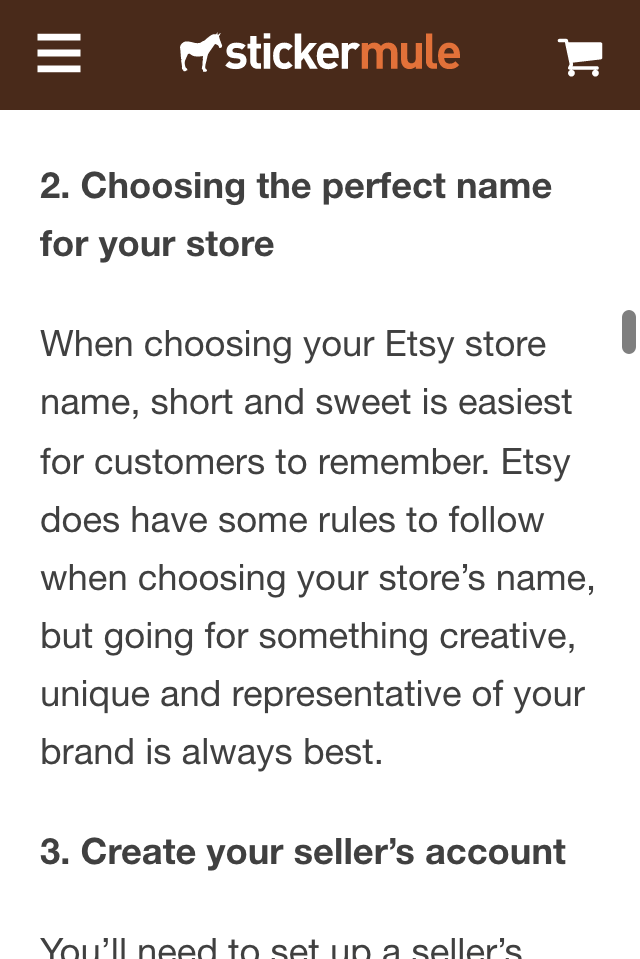 stickermule
2. Choosing the perfect name
for your store
When choosing your Etsy store
name, short and sweet is easiest
for customers to remember. Etsy
does have some rules to follow
when choosing your store’s name,
but going for something creative,
unique and representative of your
brand is always best.
3. Create your seller’s account
You’ll need to set up a seller’s